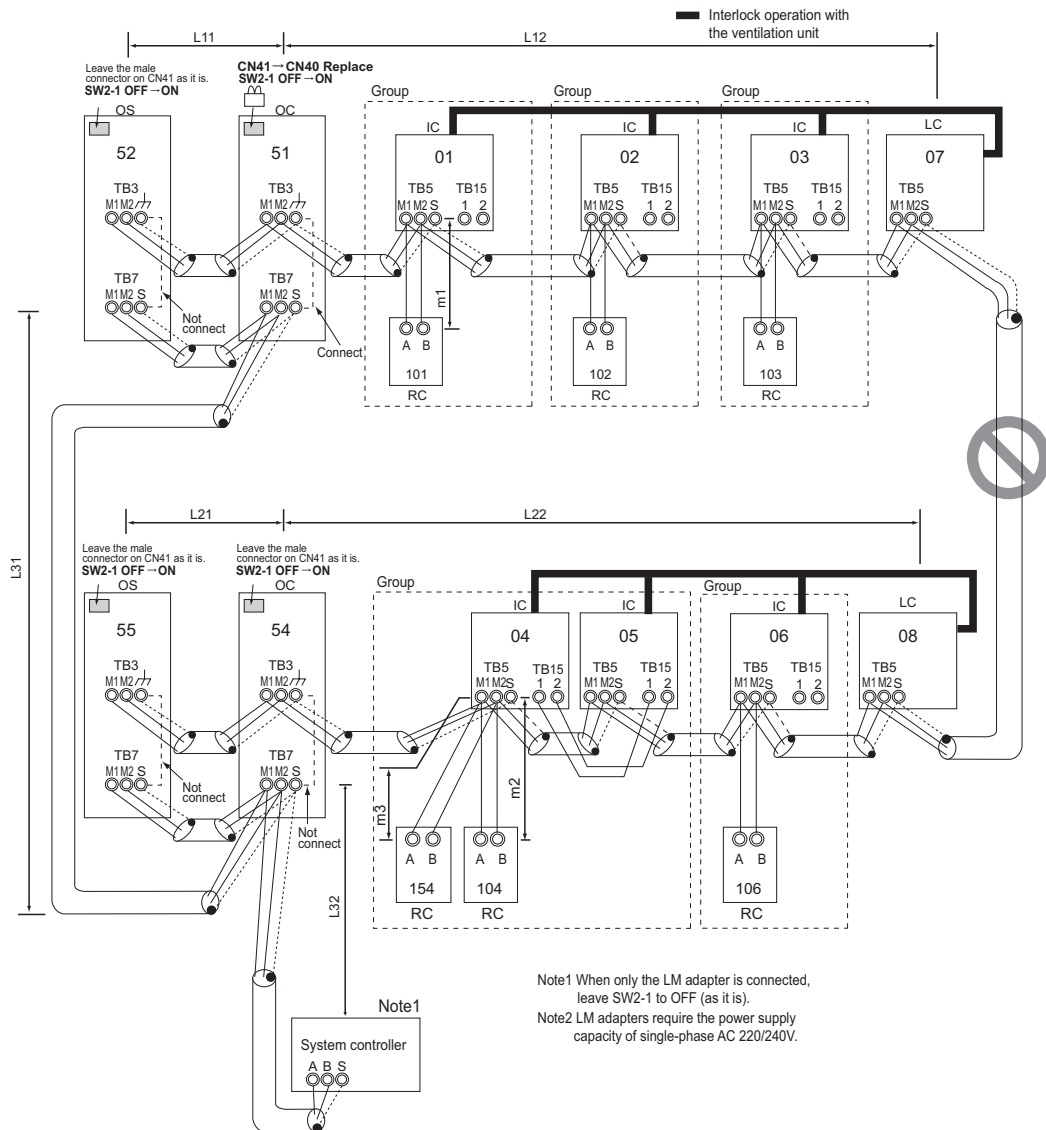 Interlock operation with
the ventilation unit
L11
L12
Leave the male
connector on CN41 as it is.
SW2-1 OFF→ON
CN41→CN40 Replace
SW2-1 OFF→ON
Group
Group
Group
OS
OC
IC
IC
IC
LC
52
51
01
02
03
07
TB3
TB3
TB5
TB15
TB5
TB15
TB5
TB15
TB5
M1 M2
M1 M2
M1 M2 S
1 2
M1 M2 S
1 2
M1 M2 S
1 2
M1 M2 S
TB7
TB7
M1 M2 S
M1 M2 S
Not
connect
Connect
m1
A B
A B
A B
101
102
103
RC
RC
RC
L31
L21
L22
Leave the male
connector on CN41 as it is.
SW2-1 OFF→ON
Leave the male
connector on CN41 as it is.
SW2-1 OFF→ON
OS
OC
Group
Group
IC
IC
IC
LC
55
54
04
05
06
08
TB3
TB3
TB5
TB15
TB5
TB15
TB5
TB15
TB5
M1 M2
M1 M2
M1 M2 S
1 2
M1 M2 S
1 2
M1 M2 S
1 2
M1 M2 S
TB7
TB7
M1 M2 S
M1 M2 S
Not
connect
Not
connect
m3
m2
A B
A B
A B
154
104
106
RC
RC
RC
L32
Note1 When only the LM adapter is connected,
leave SW2-1 to OFF (as it is).
Note2 LM adapters require the power supply
capacity of single-phase AC 220/240V.
Note1
System controller
A B S